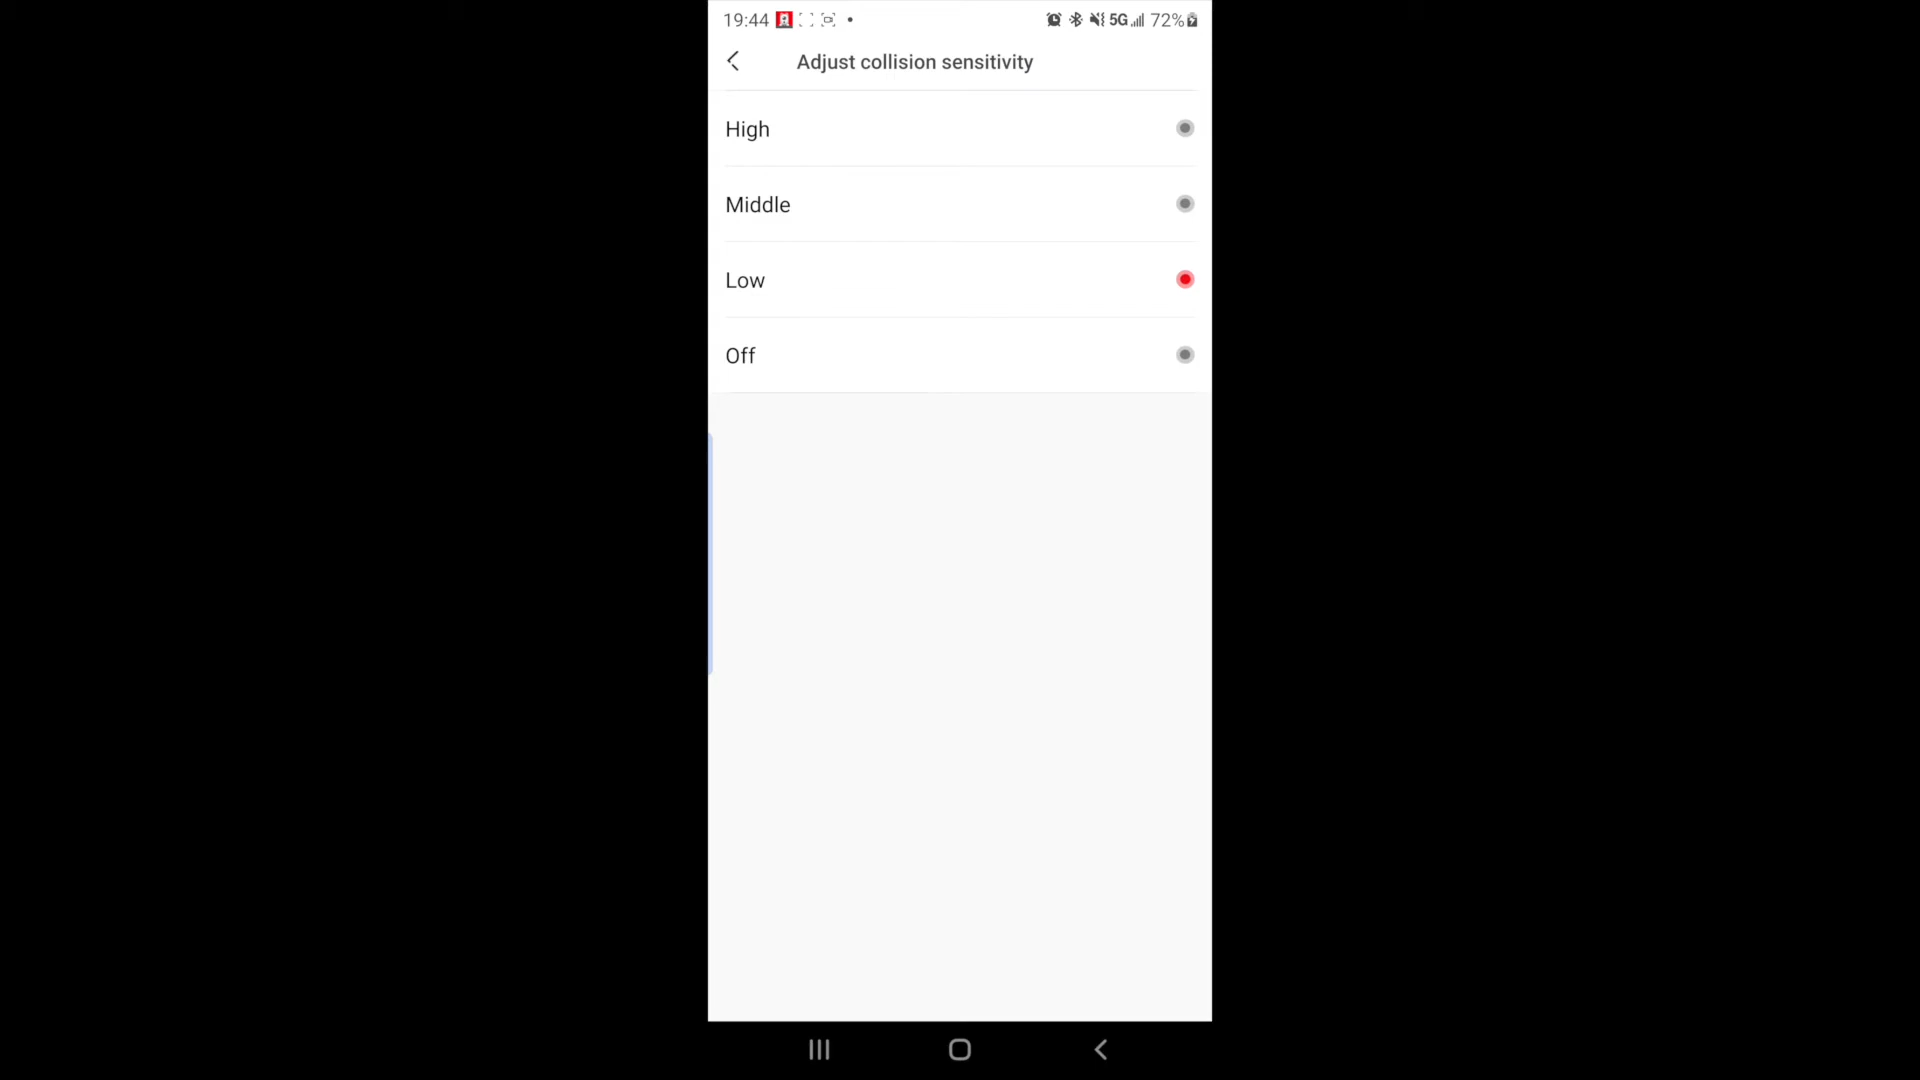 19:44 5G 72%
Adjust collision sensitivity
High
Middle
Low
Off